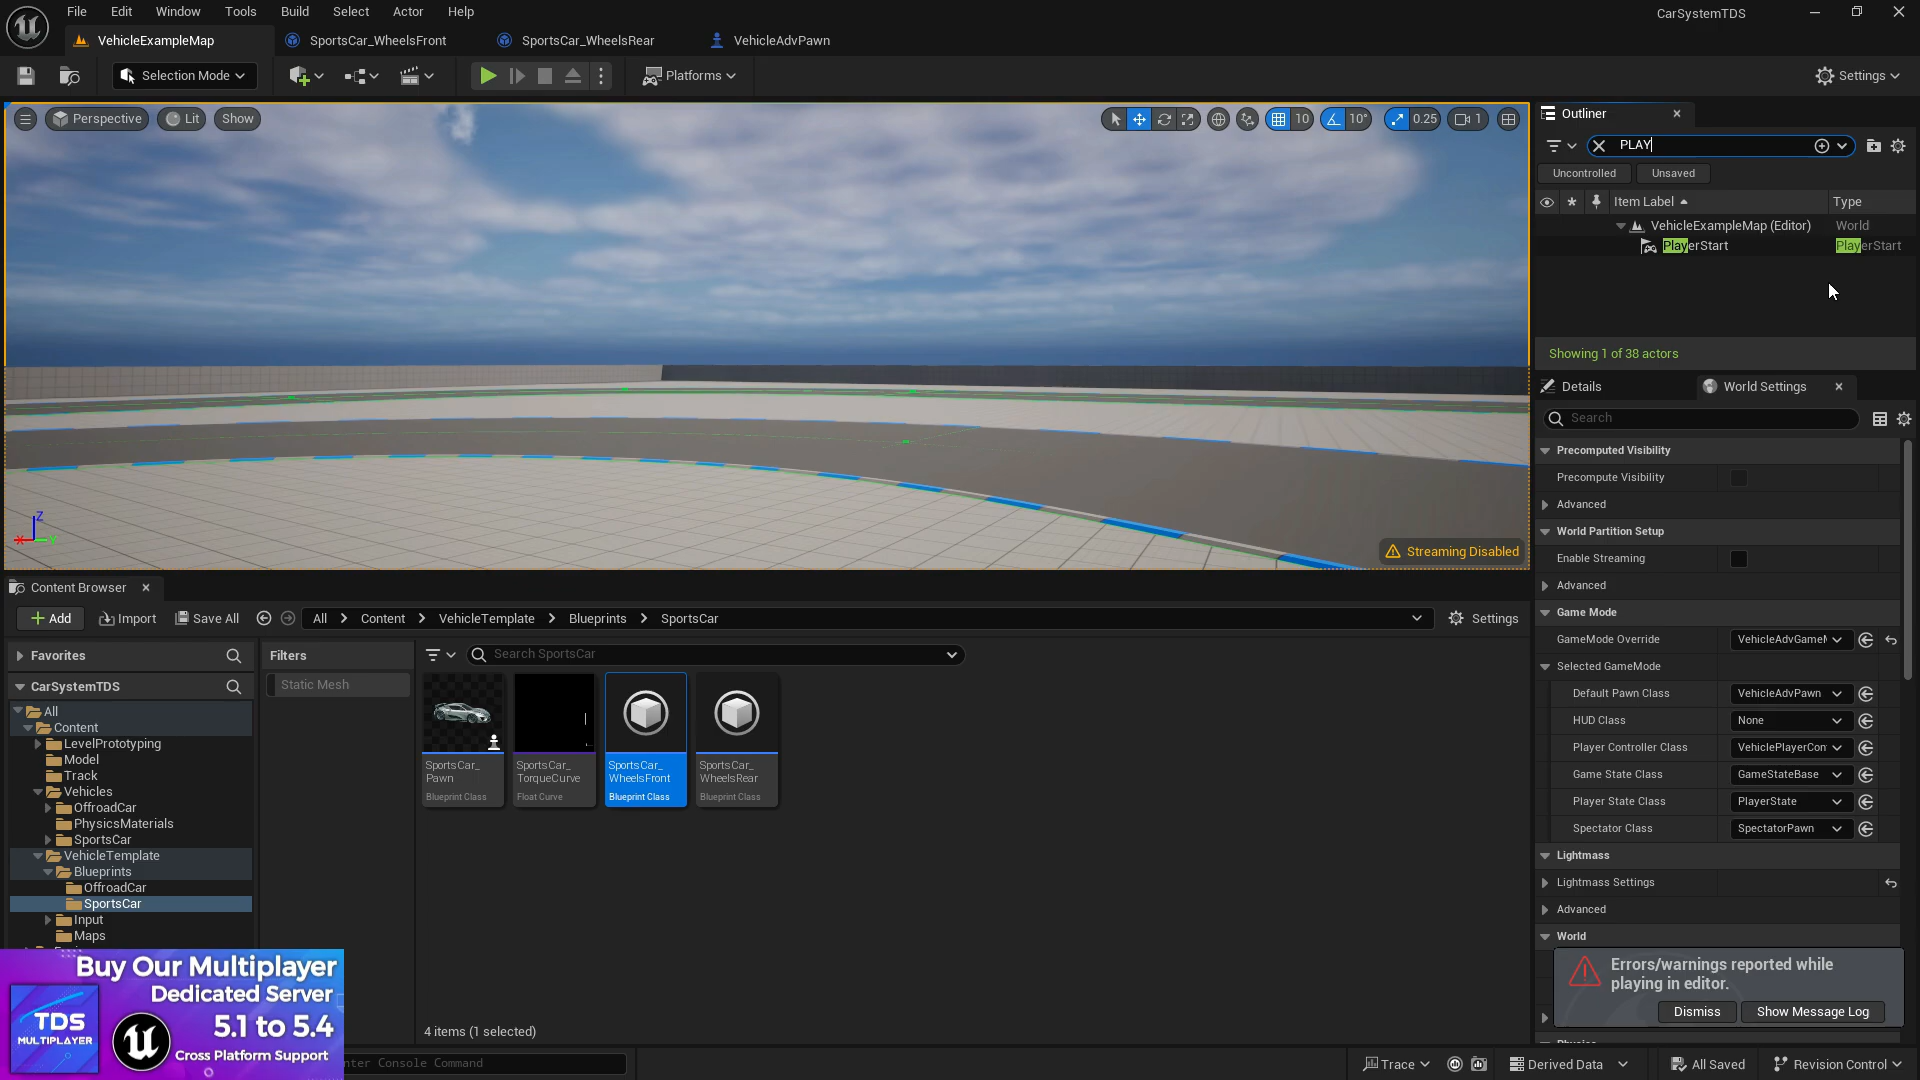 File Edit Window Tools Build Select Actor Help
CarSystemTDS
VehicleExampleMap
SportsCar_WheelsFront
SportsCar_WheelsRear
VehicleAdvPawn
Selection Mode
Platforms
Settings
Perspective
Lit
Show
10
10°
0.25
1
Z
X
Y
Streaming Disabled
Outliner
PLAY
Uncontrolled
Unsaved
Item Label
Type
VehicleExampleMap (Editor)
World
PlayerStart
PlayerStart
Showing 1 of 38 actors
Details
World Settings
Search
Precomputed Visibility
Precompute Visibility
Advanced
World Partition Setup
Enable Streaming
Advanced
Game Mode
GameMode Override
VehicleAdvGameM
Selected GameMode
Default Pawn Class
VehicleAdvPawn
HUD Class
None
Player Controller Class
VehiclePlayerCon
Game State Class
GameStateBase
Player State Class
PlayerState
Spectator Class
SpectatorPawn
Lightmass
Lightmass Settings
Advanced
World
Errors/warnings reported while
playing in editor.
Dismiss
Show Message Log
Content Browser
Add
Import
Save All
All
Content
VehicleTemplate
Blueprints
SportsCar
Settings
Favorites
Filters
Search SportsCar
CarSystemTDS
Static Mesh
All
Content
LevelPrototyping
Model
Track
Vehicles
OffroadCar
PhysicsMaterials
SportsCar
VehicleTemplate
Blueprints
OffroadCar
SportsCar
Input
Maps
SportsCar_
Pawn
Blueprint Class
SportsCar_
TorqueCurve
Float Curve
SportsCar_
WheelsFront
Blueprint Class
SportsCar_
WheelsRear
Blueprint Class
4 items (1 selected)
Buy Our Multiplayer
Dedicated Server
5.1 to 5.4
Cross Platform Support
TDS
MULTIPLAYER
nter Console Command
Trace
Derived Data
All Saved
Revision Control